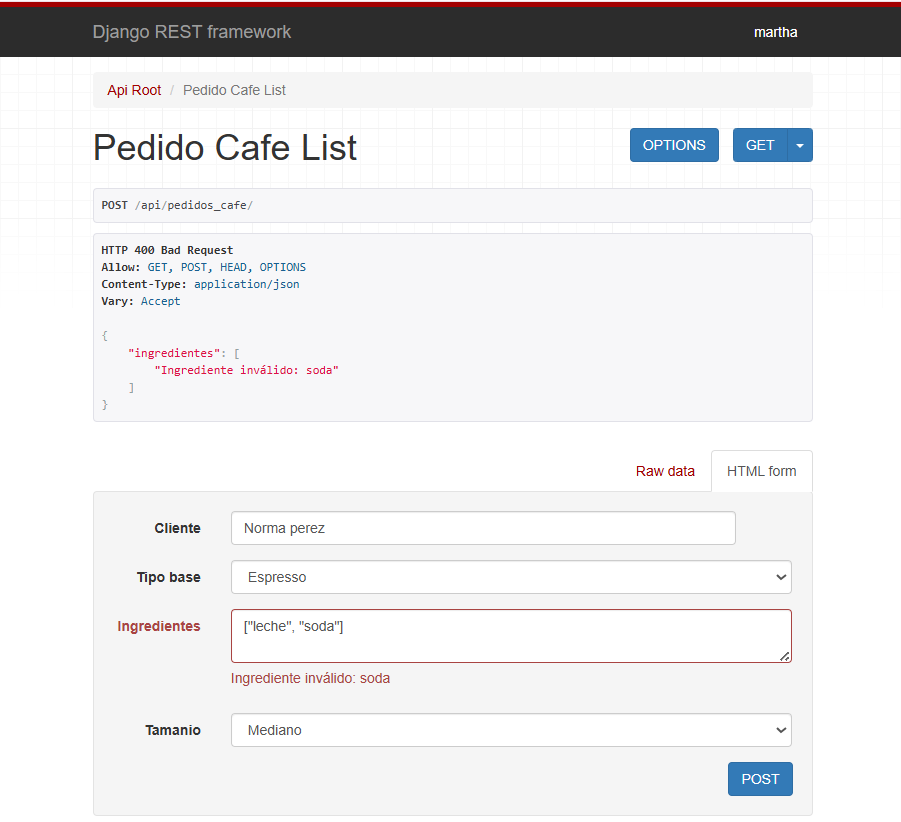 Django REST framework
martha
Api Root / Pedido Cafe List
Pedido Cafe List
OPTIONS
GET
POST /api/pedidos_cafe/
HTTP 400 Bad Request
Allow: GET, POST, HEAD, OPTIONS
Content-Type: application/json
Vary: Accept
{
    "ingredientes": [
        "Ingrediente inválido: soda"
    ]
}
Raw data
HTML form
Cliente
Norma perez
Tipo base
Espresso
Ingredientes
["leche", "soda"]
Ingrediente inválido: soda
Tamanio
Mediano
POST